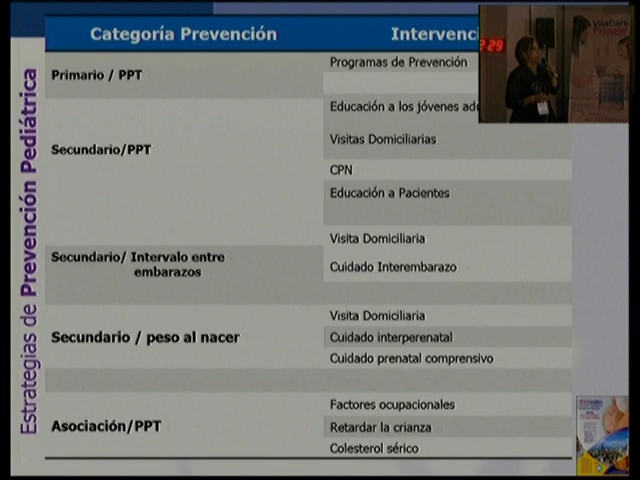 Estrategias de Prevención Pediátrica
Categoría Prevención
Primario / PPT
Programas de Prevención
Secundario/PPT
Educación a los jóvenes
Visitas Domiciliarias
CPN
Educación a Pacientes
Secundario/ Intervalo entre
embarazos
Visita Domiciliaria
Cuidado Interembarazo
Secundario / peso al nacer
Visita Domiciliaria
Cuidado interperenatal
Cuidado prenatal comprensivo
Asociación/PPT
Factores ocupacionales
Retardar la crianza
Colesterol sérico
VitaCare
Prenatal